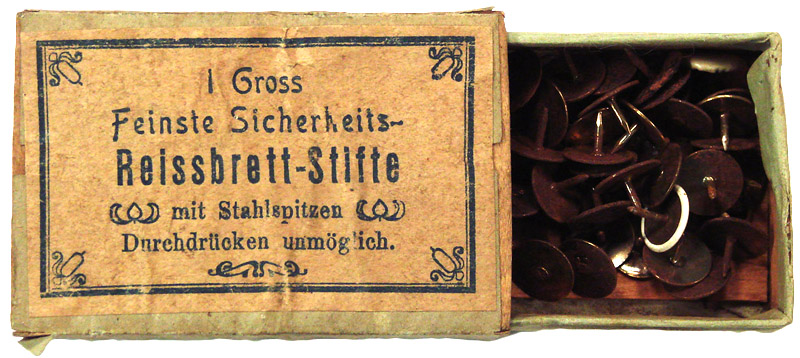 1 Gross
Feinste Sicherheits-
Reissbrett-Stifte
mit Stahlspitzen
Durchdrücken unmöglich.